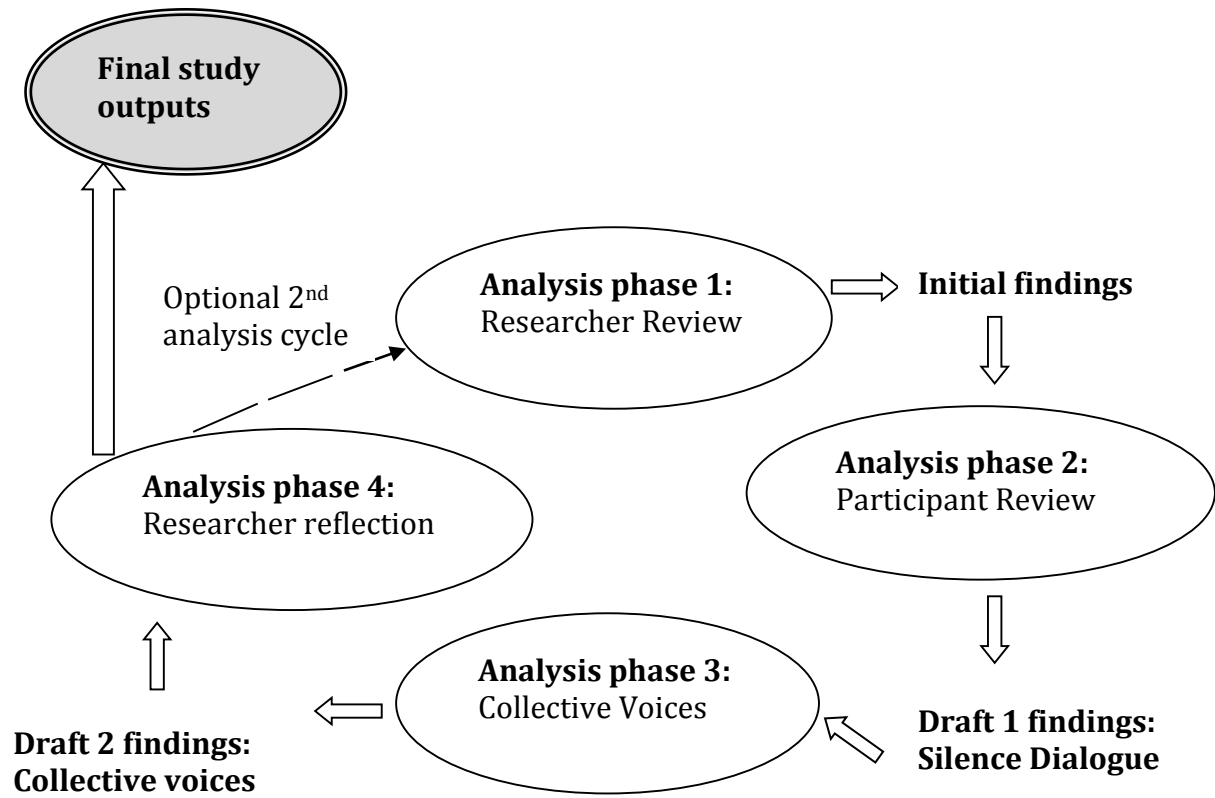 Final study
outputs
Optional 2nd
analysis cycle
Analysis phase 1:
Researcher Review
Initial findings
Analysis phase 2:
Participant Review
Draft 1 findings:
Silence Dialogue
Analysis phase 3:
Collective Voices
Draft 2 findings:
Collective voices
Analysis phase 4:
Researcher reflection